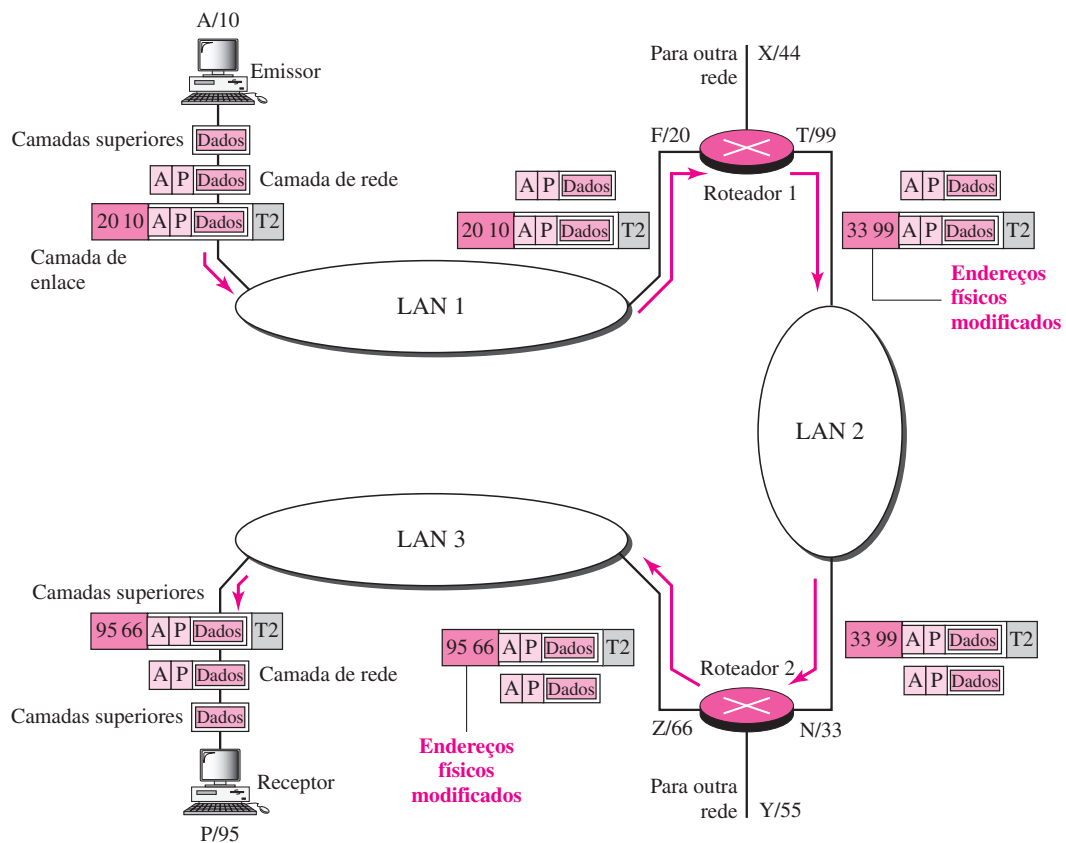 A/10
Emissor
Camadas superiores
Dados
A P Dados
Camada de rede
20 10 A P Dados T2
Camada de
enlace
LAN 1
A P Dados
20 10 A P Dados T2
Para outra
rede
X/44
F/20
T/99
Roteador 1
A P Dados
33 99 A P Dados T2
Endereços
físicos
modificados
LAN 2
33 99 A P Dados T2
A P Dados
Roteador 2
Z/66
N/33
Para outra
rede
Y/55
95 66 A P Dados T2
A P Dados
Endereços
físicos
modificados
LAN 3
Camadas superiores
95 66 A P Dados T2
A P Dados
Camada de rede
Camadas superiores
Dados
Receptor
P/95